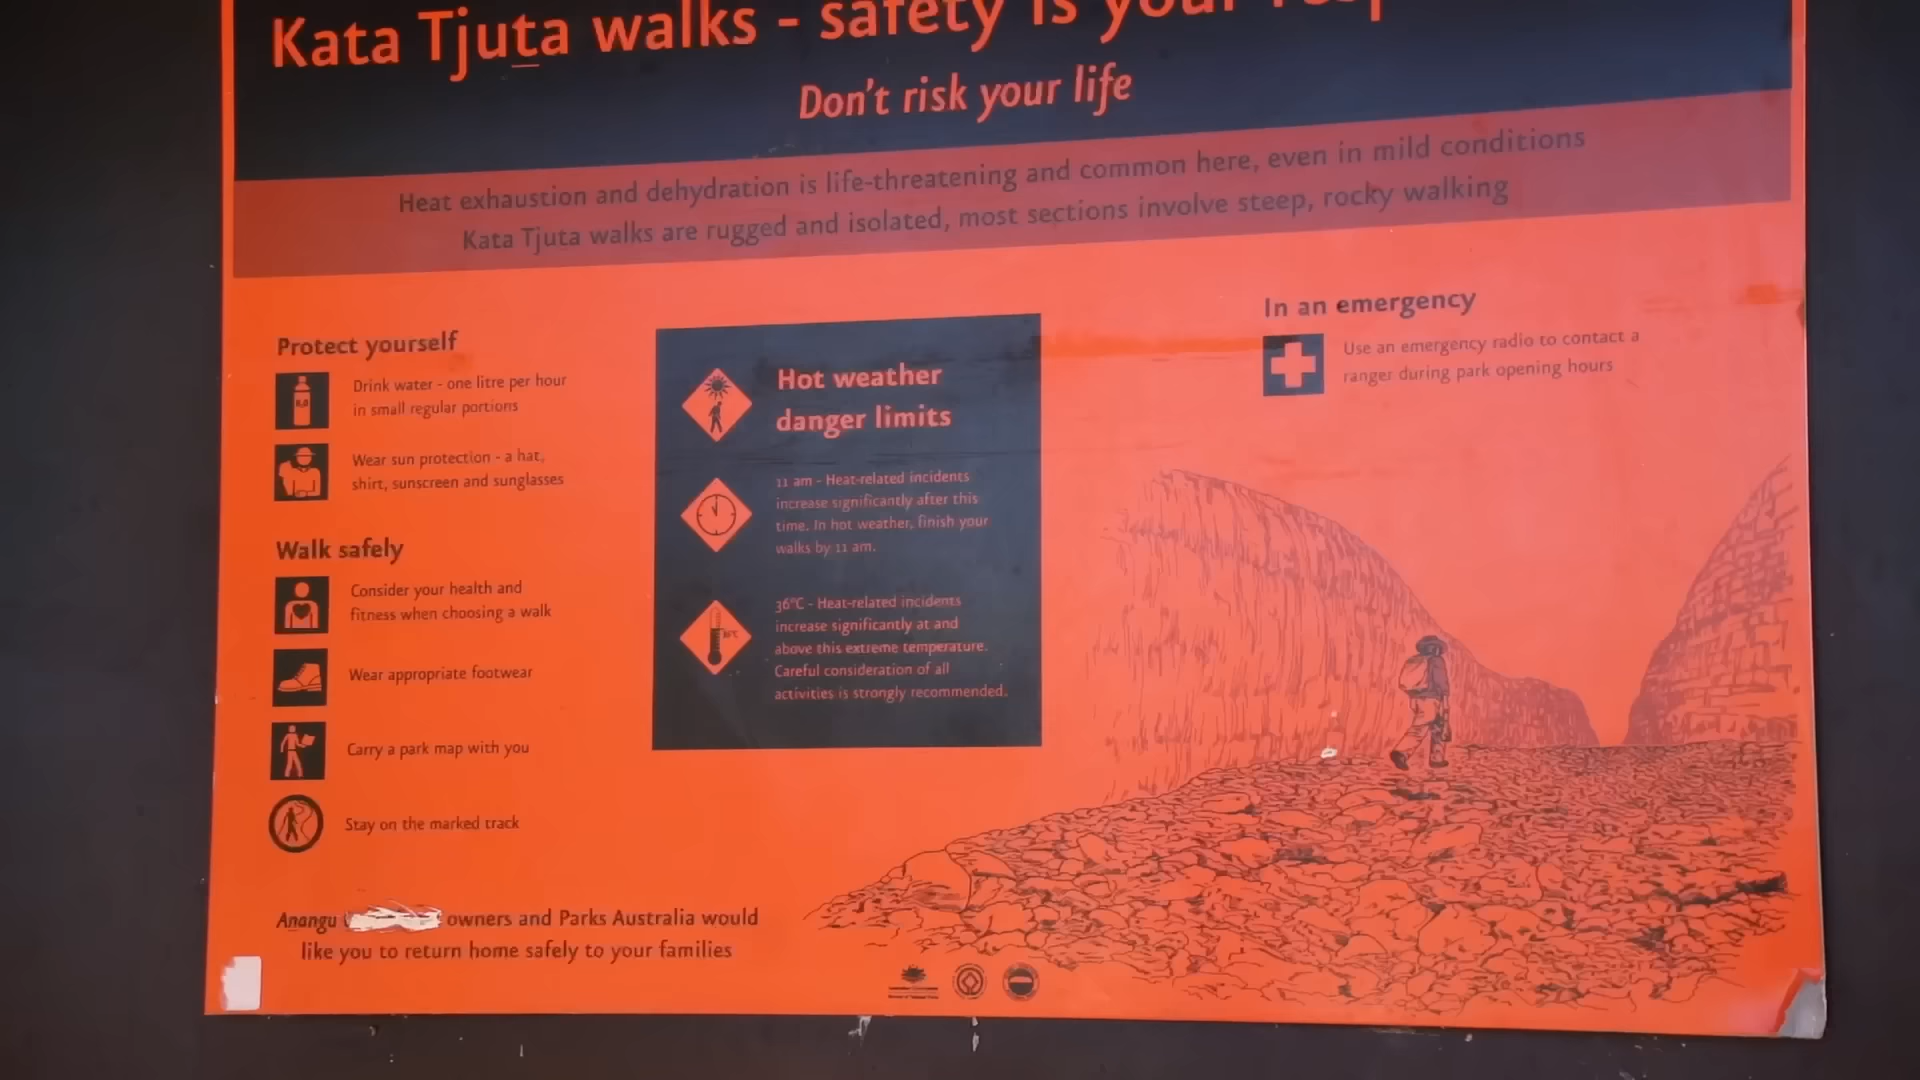 Kata Tjuta walks - safety is your
Don't risk your life
Heat exhaustion and dehydration is life-threatening and common here, even in mild conditions
Kata Tjuta walks are rugged and isolated, most sections involve steep, rocky walking
Protect yourself
Drink water - one litre per hour
in small regular portions
Wear sun protection - a hat,
shirt, sunscreen and sunglasses
Walk safely
Consider your health and
fitness when choosing a walk
Wear appropriate footwear
Carry a park map with you
Stay on the marked track
Hot weather
danger limits
11 am - Heat-related incidents
increase significantly after this
time. In hot weather, finish your
walks by 11 am.
36°C - Heat-related incidents
increase significantly at and
above this extreme temperature.
Careful consideration of all
activities is strongly recommended.
In an emergency
Use an emergency radio to contact a
ranger during park opening hours
Anangu owners and Parks Australia would
like you to return home safely to your families